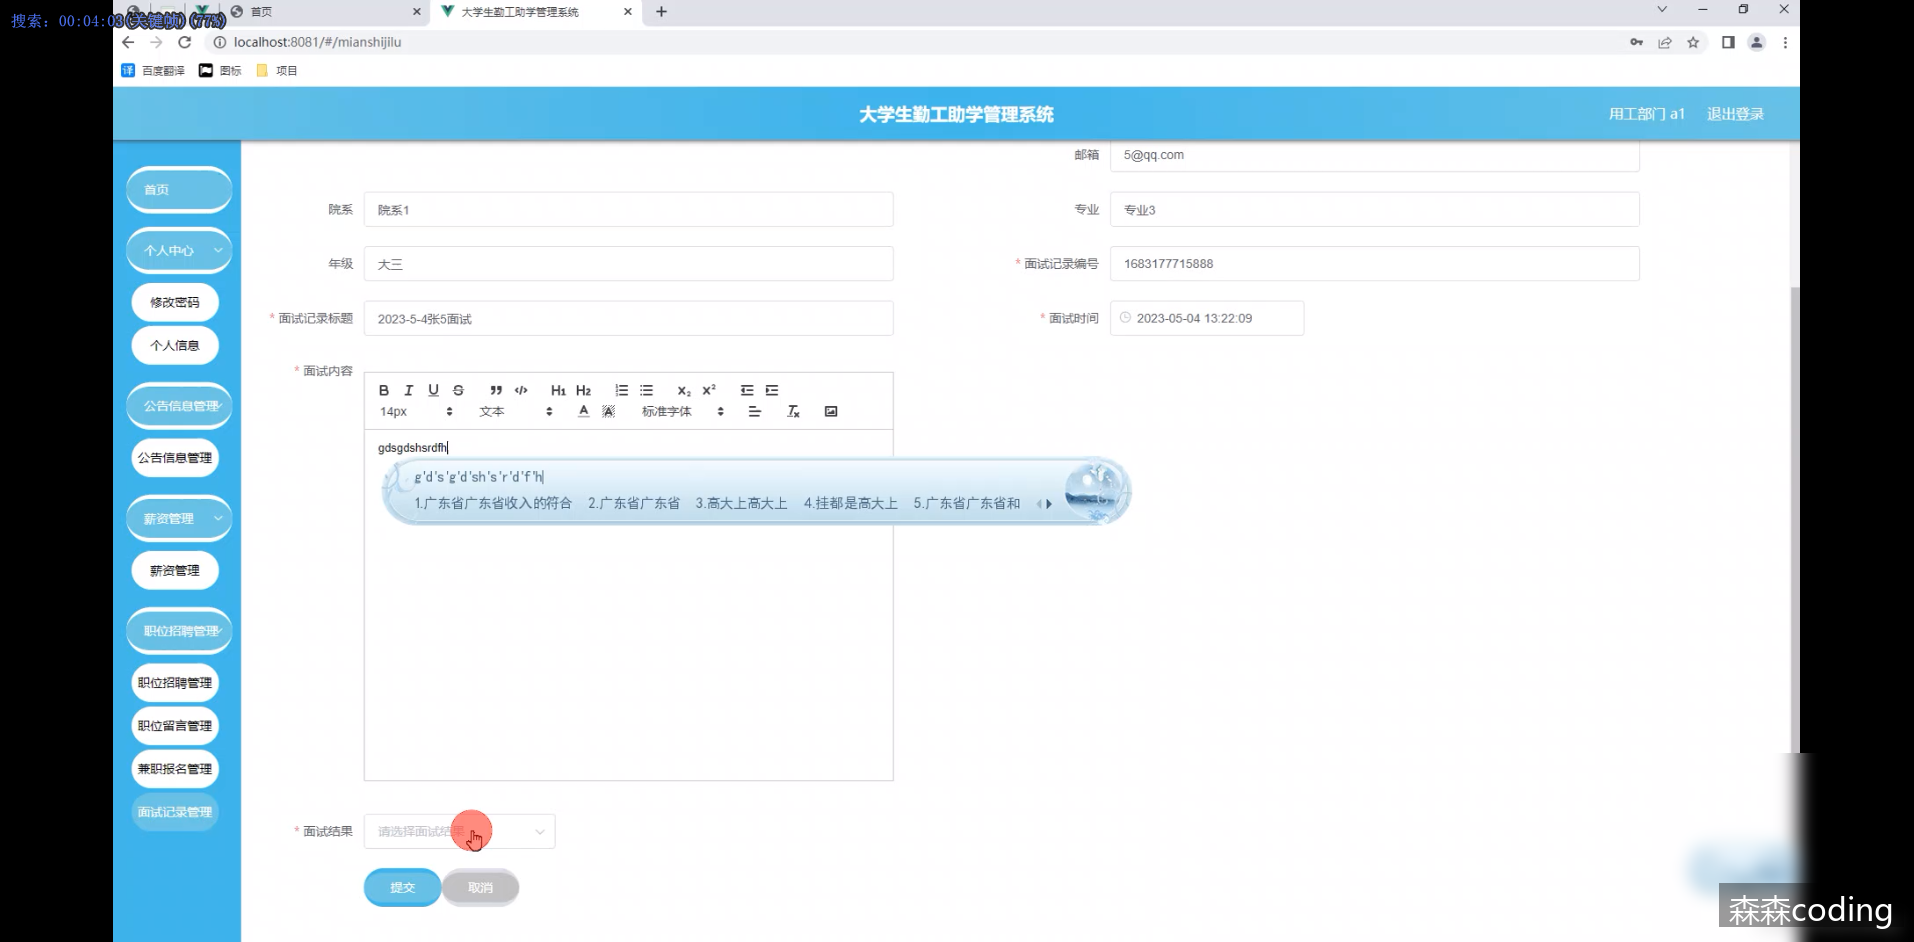 搜索: 00:04:03(关键帧) (77%)
首页
大学生勤工助学管理系统
localhost:8081/#/mianshijilu
百度翻译 图标 项目
大学生勤工助学管理系统
用工部门 a1 退出登录
首页
个人中心
修改密码
个人信息
公告信息管理
公告信息管理
薪资管理
薪资管理
职位招聘管理
职位招聘管理
职位留言管理
兼职报名管理
面试记录管理
邮箱 5@qq.com
院系 院系1
专业 专业3
年级 大三
* 面试记录编号 1683177715888
* 面试记录标题 2023-5-4张5面试
* 面试时间 2023-05-04 13:22:09
* 面试内容
B I U S H1 H2 x2 x2
14px 文本 A A 标准字体 Tx
gdsgdshsrdfh
g'd's'g'd'sh's'r'd'f'h
1.广东省广东省收入的符合 2.广东省广东省 3.高大上高大上 4.挂都是高大上 5.广东省广东省和
* 面试结果 请选择面试结果
提交 取消
森森coding